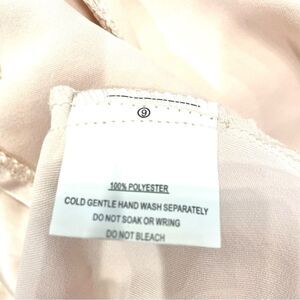 ⑨
100% POLYESTER
COLD GENTLE HAND WASH SEPARATELY
DO NOT SOAK OR WRING
DO NOT BLEACH